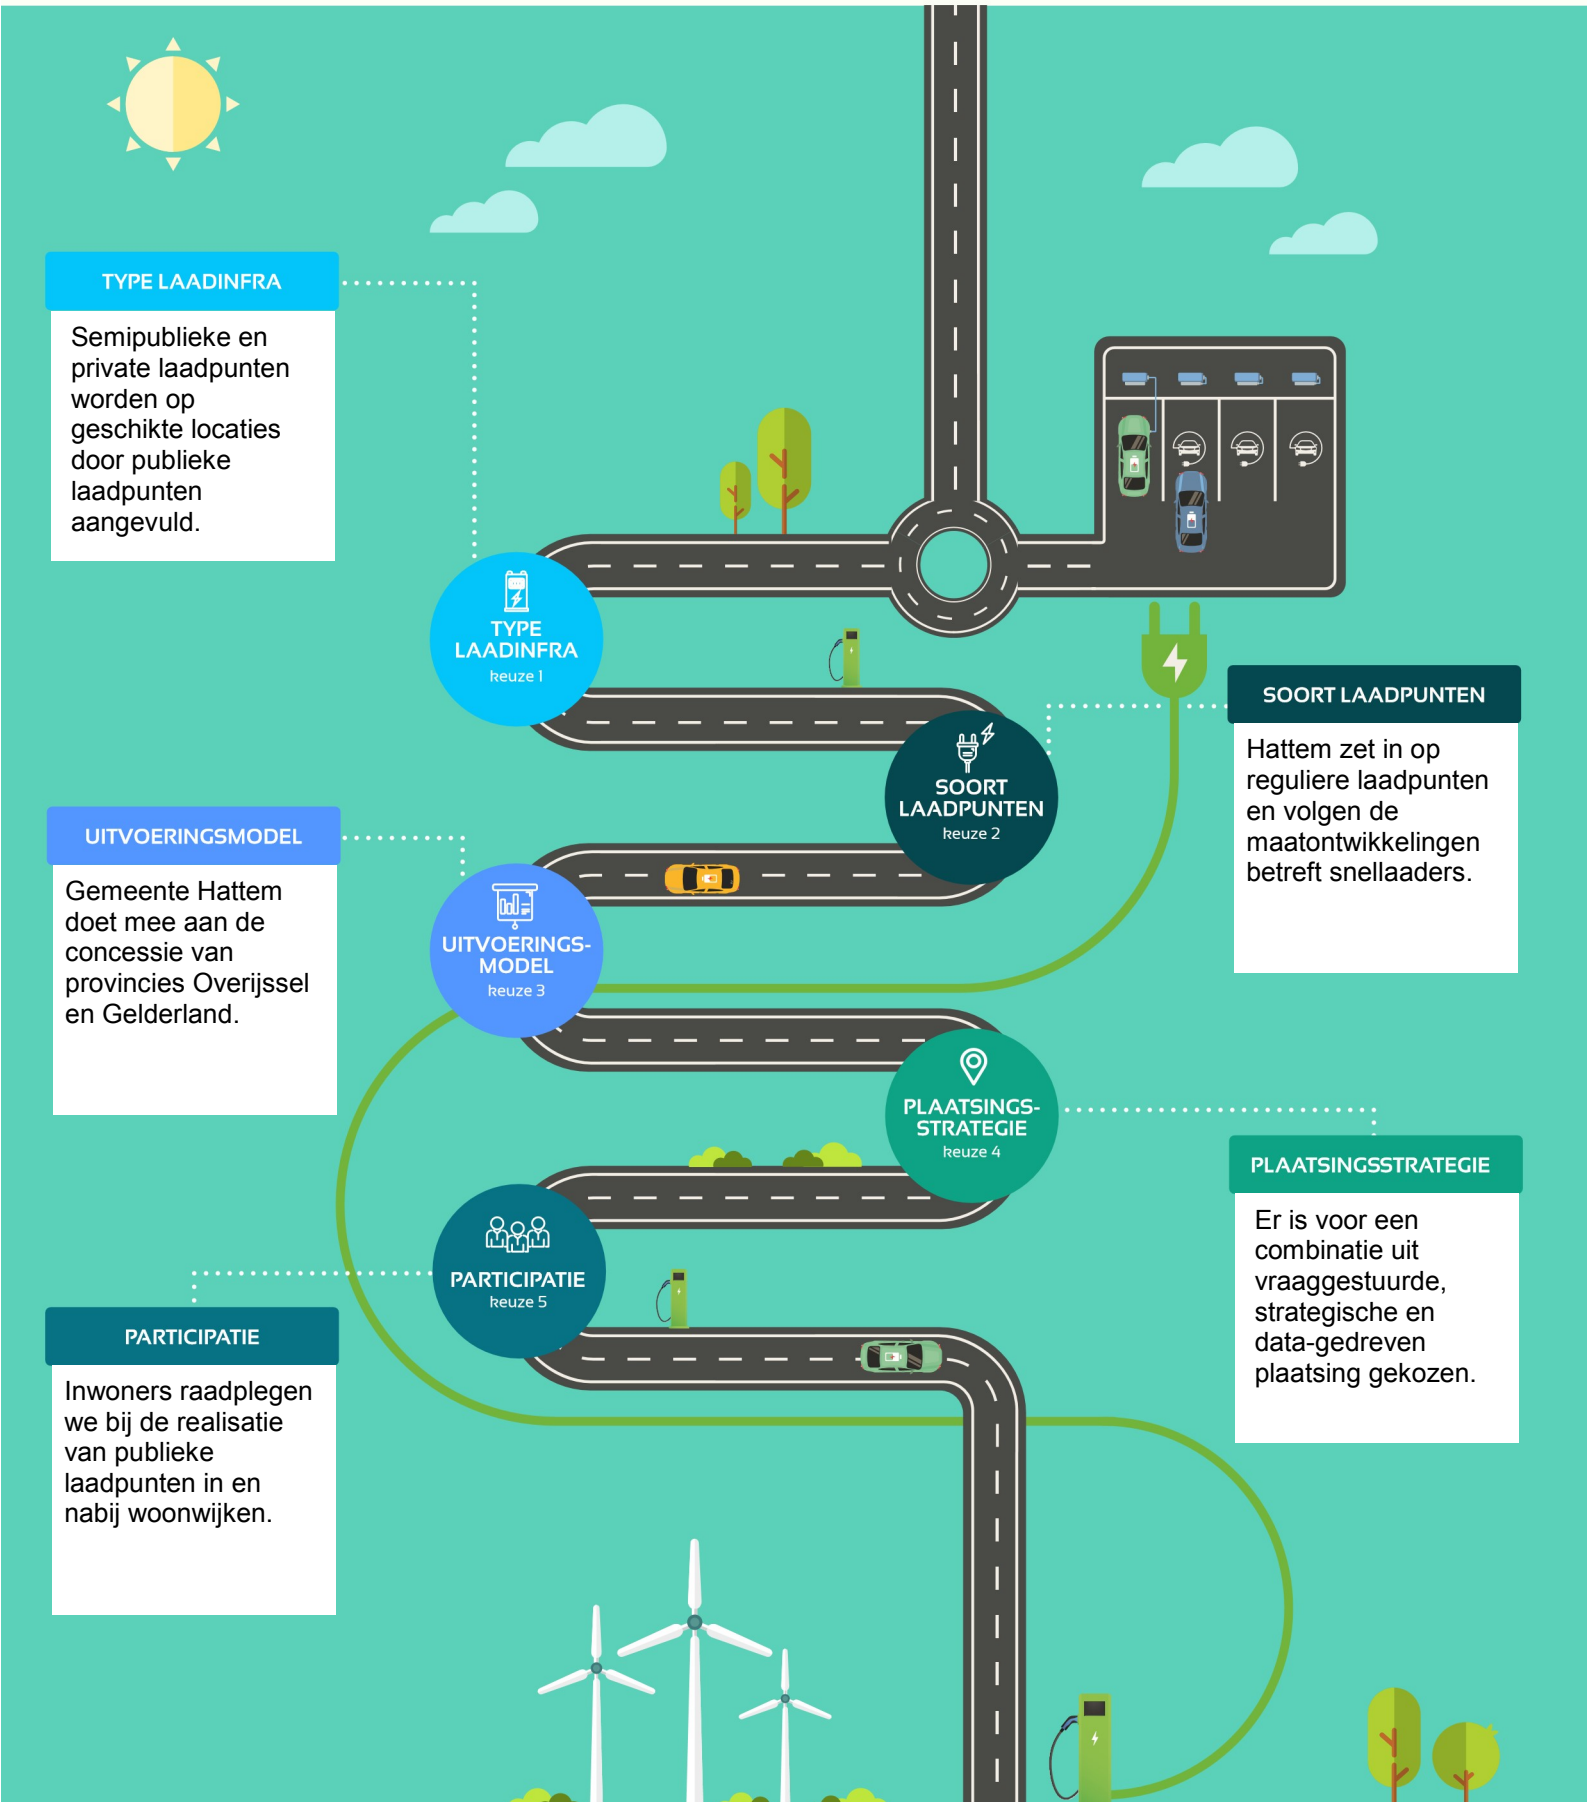 TYPE LAADINFRA
Semipublieke en
private laadpunten
worden op
geschikte locaties
door publieke
laadpunten
aangevuld.
TYPE
LAADINFRA
keuze 1
SOORT LAADPUNTEN
Hattem zet in op
reguliere laadpunten
en volgen de
maatontwikkelingen
betreft snellaaders.
SOORT
LAADPUNTEN
keuze 2
UITVOERINGSMODEL
Gemeente Hattem
doet mee aan de
concessie van
provincies Overijssel
en Gelderland.
UITVOERINGS-
MODEL
keuze 3
PLAATSINGS-
STRATEGIE
keuze 4
PLAATSINGSSTRATEGIE
Er is voor een
combinatie uit
vraaggestuurde,
strategische en
data-gedreven
plaatsing gekozen.
PARTICIPATIE
keuze 5
PARTICIPATIE
Inwoners raadplegen
we bij de realisatie
van publieke
laadpunten in en
nabij woonwijken.